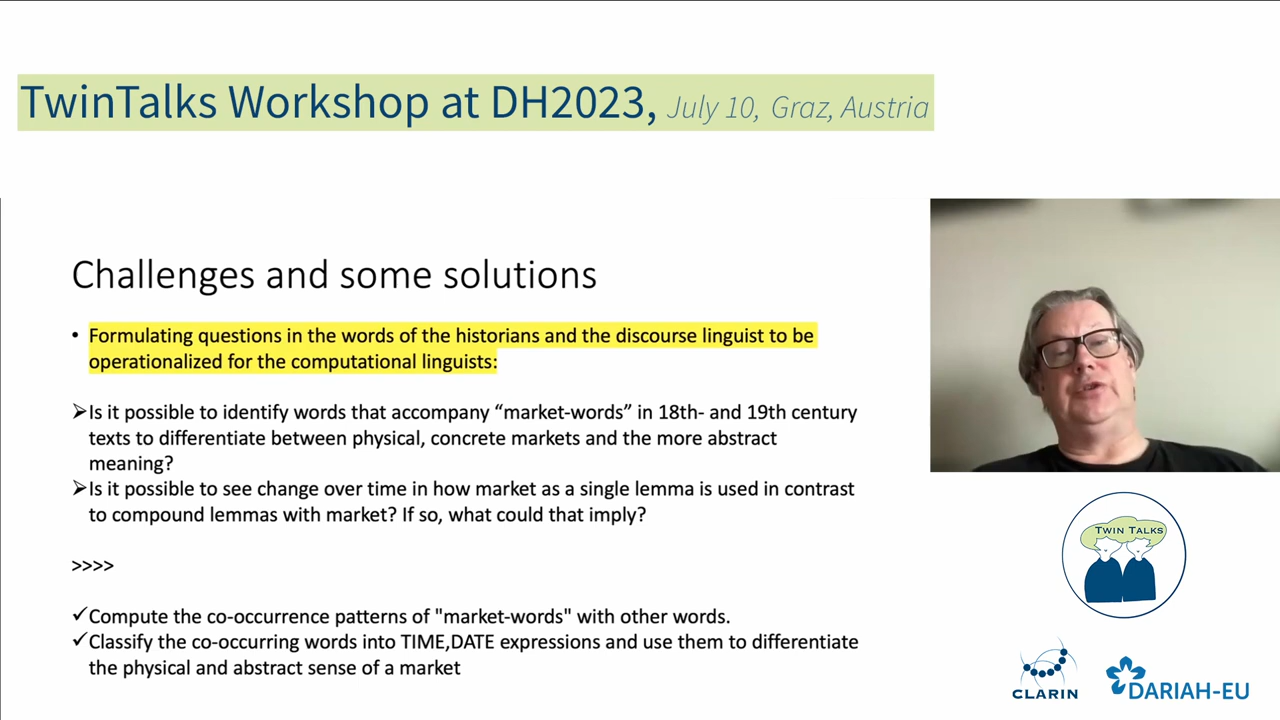 TwinTalks Workshop at DH2023, July 10, Graz, Austria
Challenges and some solutions
• Formulating questions in the words of the historians and the discourse linguist to be
operationalized for the computational linguists:
➢Is it possible to identify words that accompany “market-words” in 18th- and 19th century
texts to differentiate between physical, concrete markets and the more abstract
meaning?
➢Is it possible to see change over time in how market as a single lemma is used in contrast
to compound lemmas with market? If so, what could that imply?
>>>>
✓Compute the co-occurrence patterns of "market-words" with other words.
✓Classify the co-occurring words into TIME,DATE expressions and use them to differentiate
the physical and abstract sense of a market
TWIN TALKS
CLARIN
DARIAH-EU